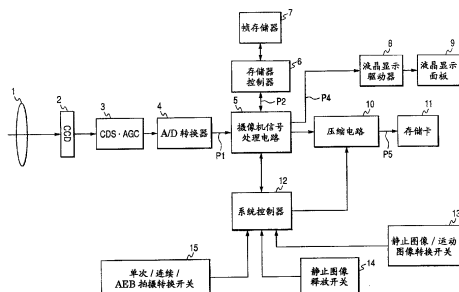 7
帧存储器
8
9
6
存储器
控制器
液晶显示
驱动器
液晶显示
面板
1
2
3
4
5
P2
P4
10
11
CCD
CDS·AGC
A/D 转换器
P1
摄像机信号
处理电路
压缩电路
P5
存储卡
12
系统控制器
13
静止图像/运动
图像转换开关
15
单次/连续/
AEB 拍摄转换开关
14
静止图像
释放开关